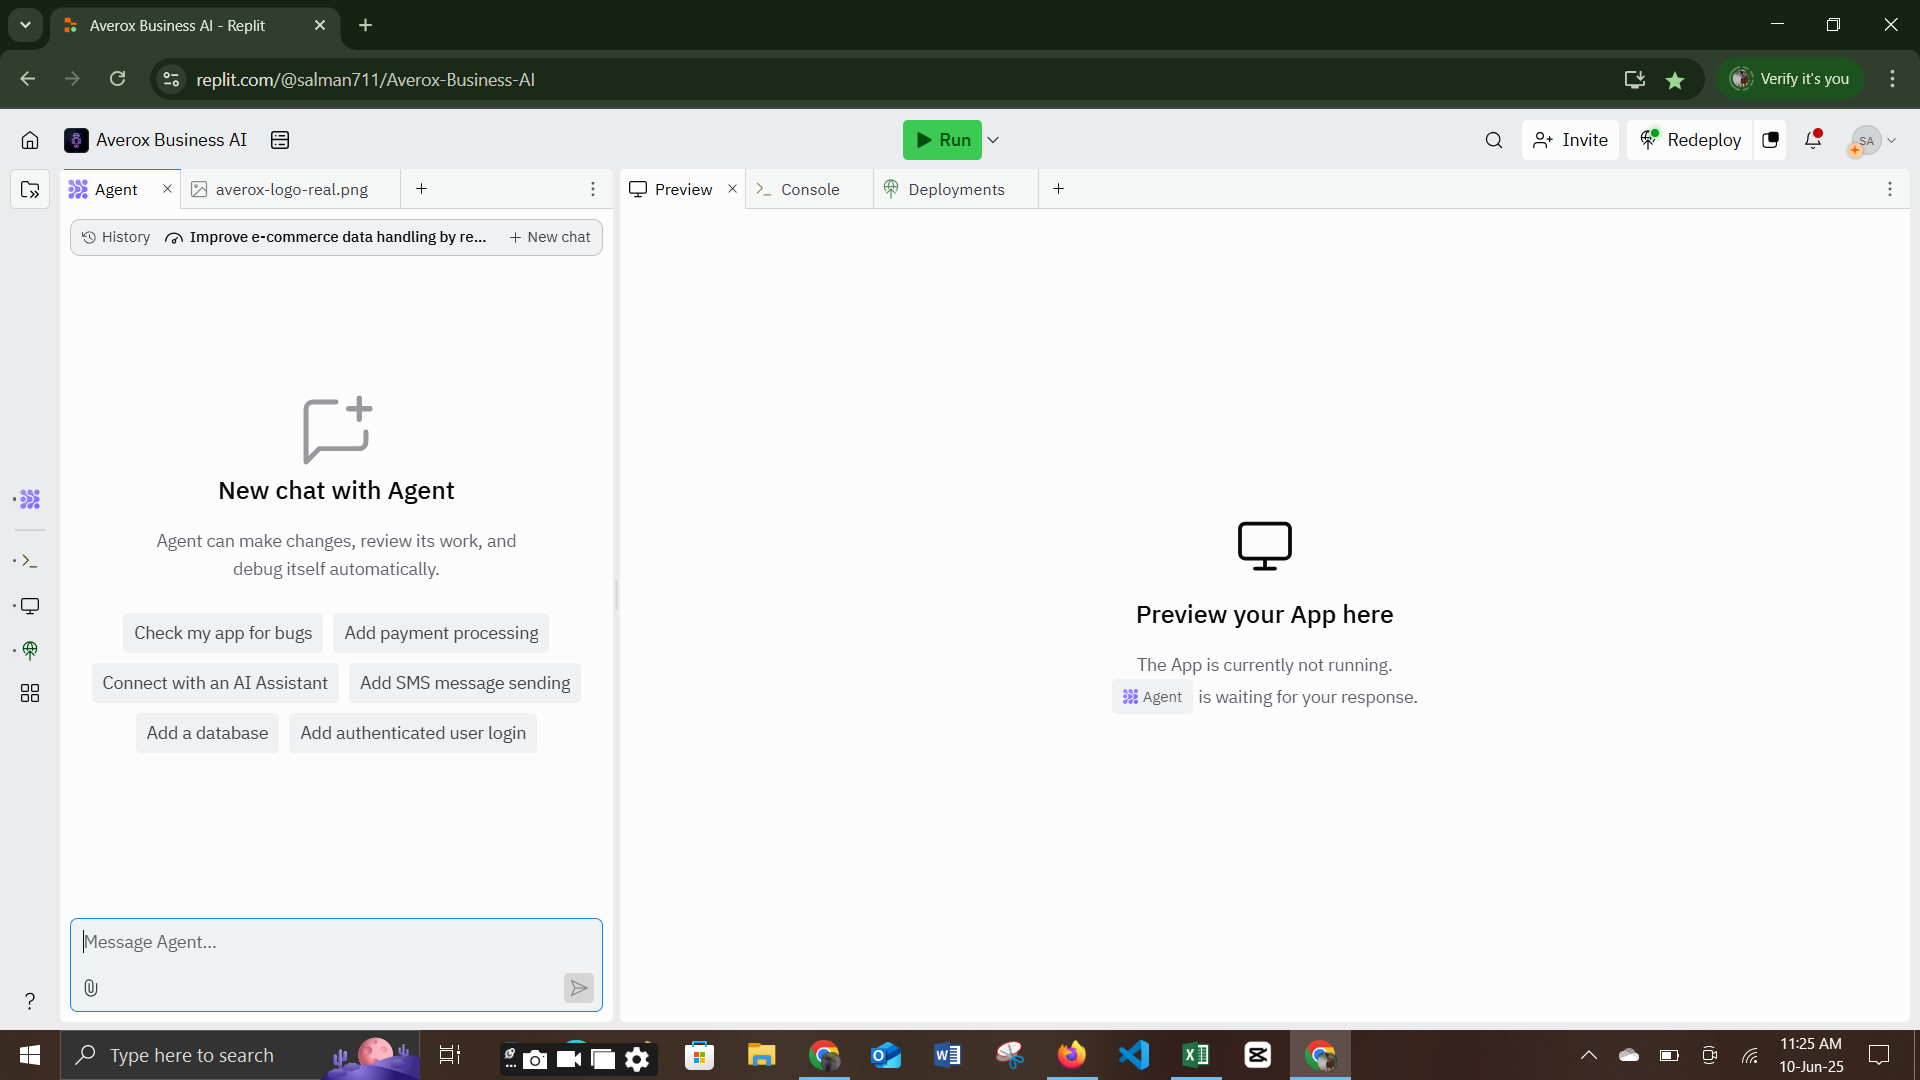 Averox Business AI - Replit
replit.com/@salman711/Averox-Business-AI
Verify it's you
Averox Business AI
Run
Invite
Redeploy
SA
Agent
averox-logo-real.png
Preview
Console
Deployments
History
Improve e-commerce data handling by re...
New chat
New chat with Agent
Agent can make changes, review its work, and
debug itself automatically.
Check my app for bugs
Add payment processing
Connect with an AI Assistant
Add SMS message sending
Add a database
Add authenticated user login
Preview your App here
The App is currently not running.
Agent is waiting for your response.
Message Agent...
?
Type here to search
11:25 AM
10-Jun-25